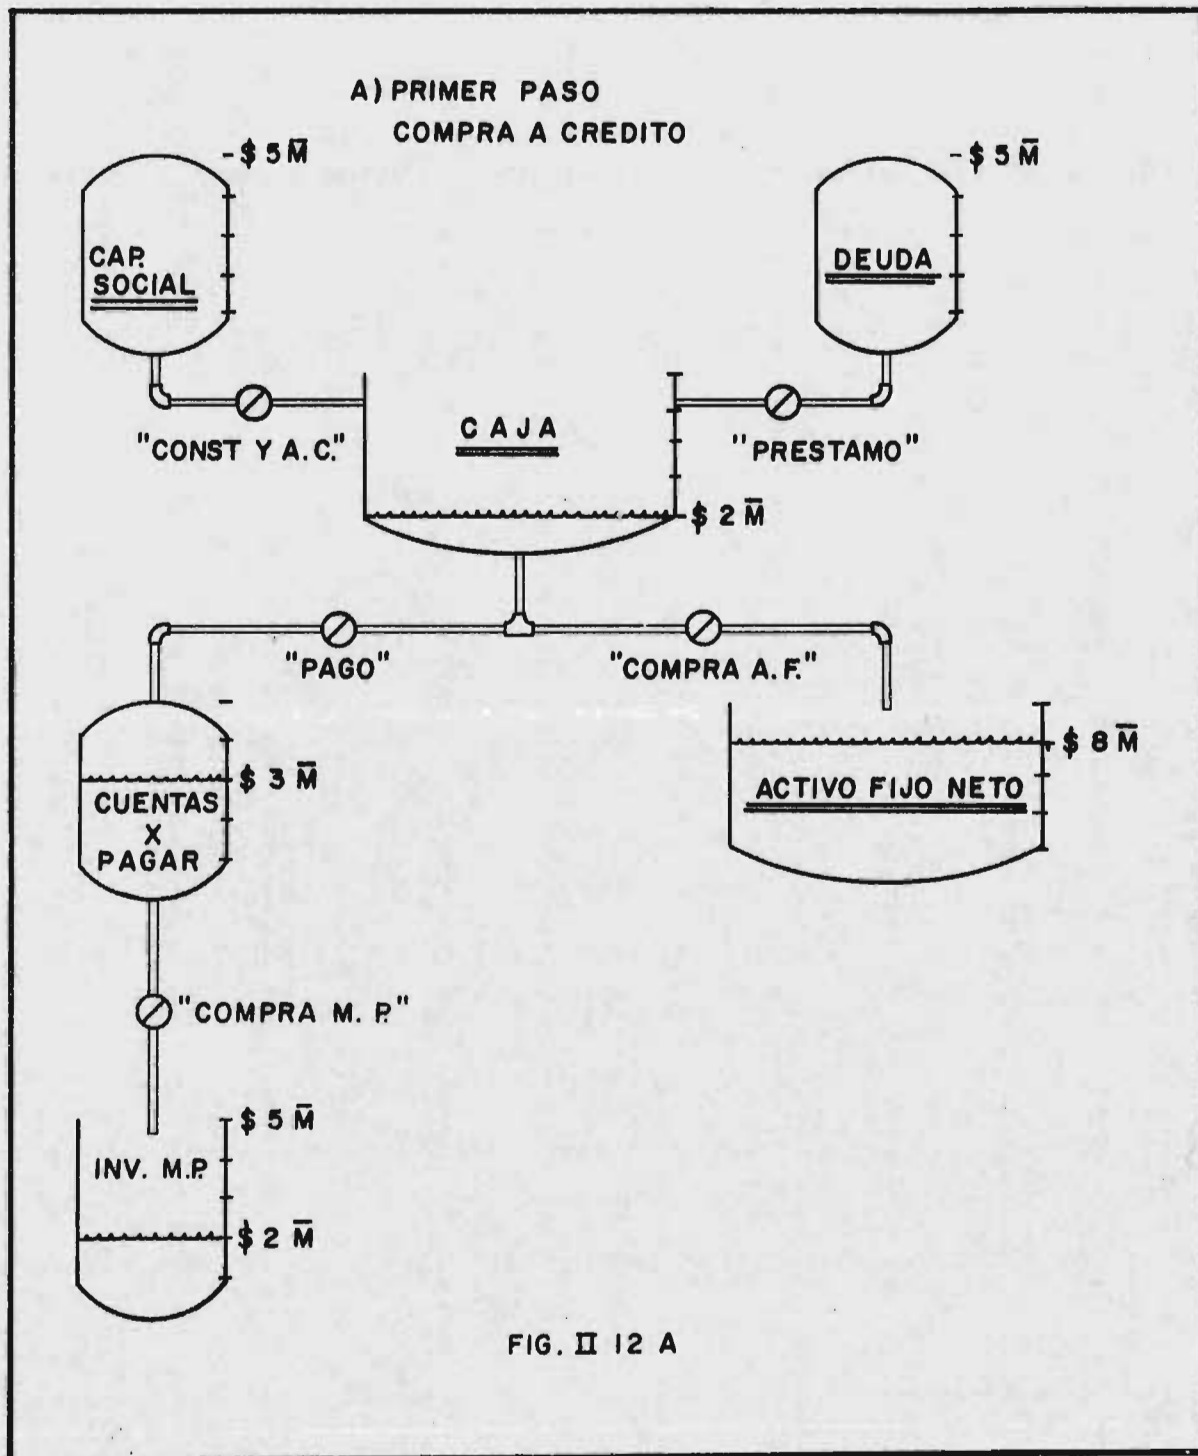 A) PRIMER PASO
COMPRA A CREDITO
$ 5 M̅
$ 5 M̅
CAP.
SOCIAL
DEUDA
CAJA
"CONST Y A.C."
"PRESTAMO"
$ 2 M̅
"PAGO"
"COMPRA A. F."
$ 3 M̅
$ 8 M̅
CUENTAS
X
PAGAR
ACTIVO FIJO NETO
"COMPRA M. P."
$ 5 M̅
INV. M.P.
$ 2 M̅
FIG. II 12 A